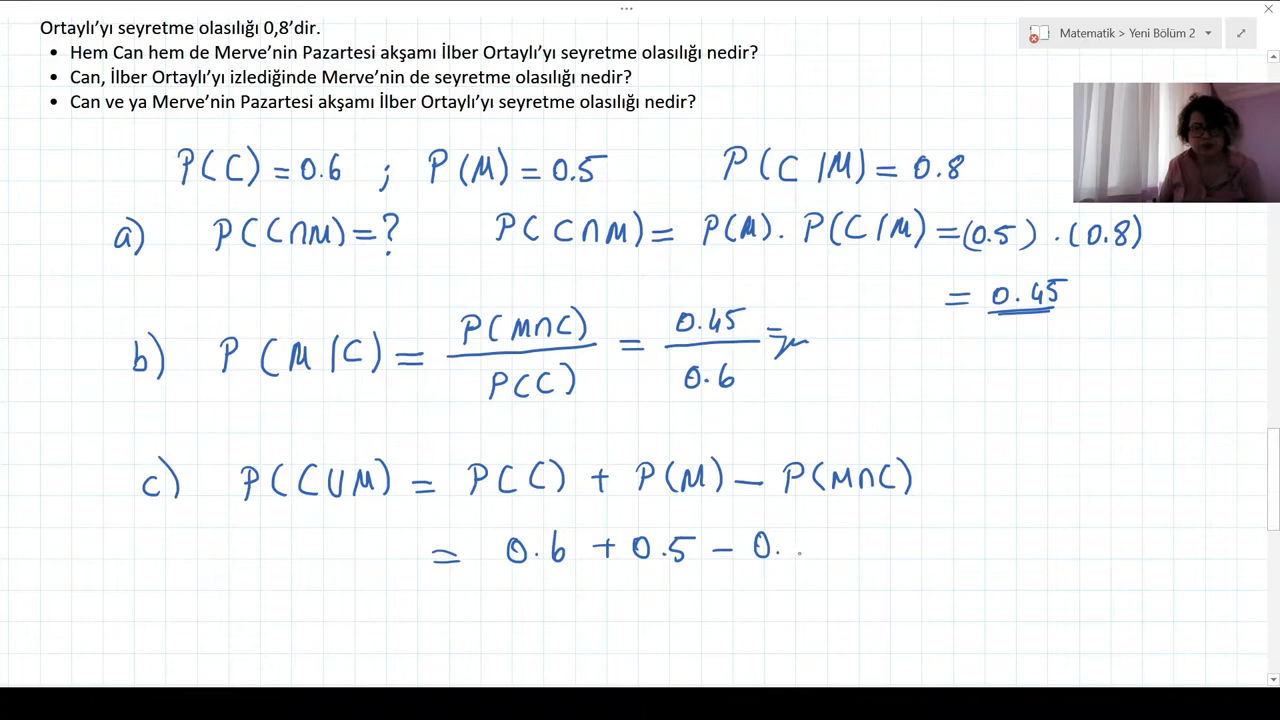 Ortaylı’yı seyretme olasılığı 0,8’dir.
• Hem Can hem de Merve’nin Pazartesi akşamı İlber Ortaylı’yı seyretme olasılığı nedir?
• Can, İlber Ortaylı’yı izlediğinde Merve’nin de seyretme olasılığı nedir?
• Can ve ya Merve’nin Pazartesi akşamı İlber Ortaylı’yı seyretme olasılığı nedir?
Matematik > Yeni Bölüm 2
P(C) = 0.6 ; P(M) = 0.5 P(C/M) = 0.8
a) P(C∩M) = ? P(C∩M) = P(M). P(C/M) = (0.5) . (0.8)
= 0.45
b) P(M/C) = P(M∩C) / P(C) = 0.45 / 0.6 =
c) P(C∪M) = P(C) + P(M) − P(M∩C)
= 0.6 + 0.5 − 0.